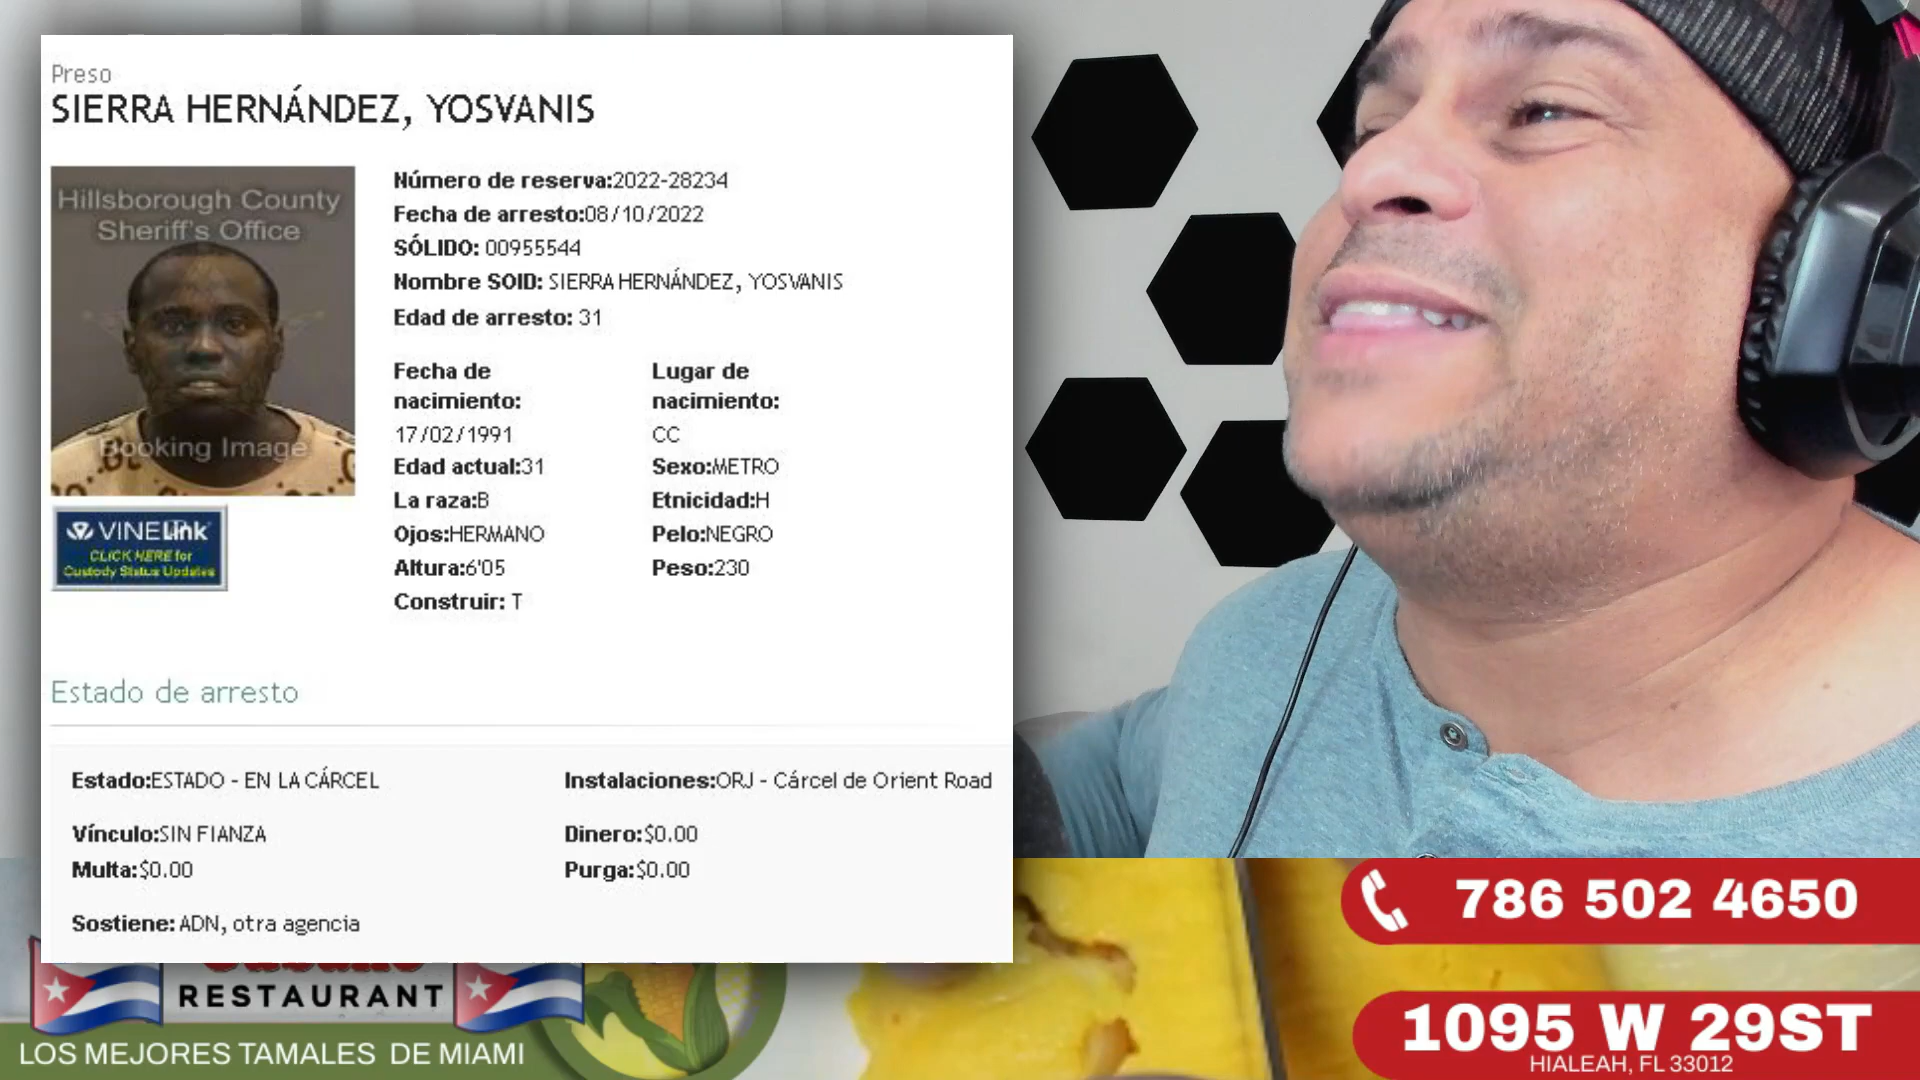 Preso
SIERRA HERNÁNDEZ, YOSVANIS
Hillsborough County
Sheriff's Office
Booking Image
VINELink
CLICK HERE for
Custody Status Updates
Número de reserva:2022-28234
Fecha de arresto:08/10/2022
SÓLIDO: 00955544
Nombre SOID: SIERRA HERNÁNDEZ, YOSVANIS
Edad de arresto: 31
Fecha de
nacimiento:
17/02/1991
Lugar de
nacimiento:
CC
Edad actual:31
Sexo:METRO
La raza:B
Etnicidad:H
Ojos:HERMANO
Pelo:NEGRO
Altura:6'05
Peso:230
Construir: T
Estado de arresto
Estado:ESTADO - EN LA CÁRCEL
Instalaciones:ORJ - Cárcel de Orient Road
Vínculo:SIN FIANZA
Dinero:$0.00
Multa:$0.00
Purga:$0.00
Sostiene: ADN, otra agencia
RESTAURANT
LOS MEJORES TAMALES DE MIAMI
786 502 4650
1095 W 29ST
HIALEAH, FL 33012